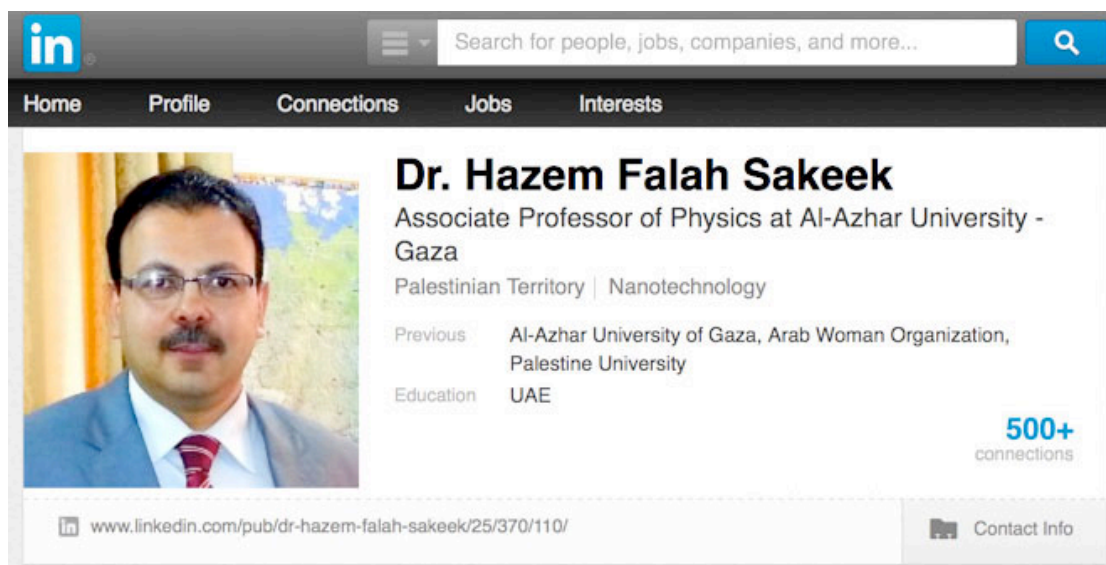 in
Search for people, jobs, companies, and more...
Home Profile Connections Jobs Interests
Dr. Hazem Falah Sakeek
Associate Professor of Physics at Al-Azhar University -
Gaza
Palestinian Territory | Nanotechnology
Previous Al-Azhar University of Gaza, Arab Woman Organization,
Palestine University
Education UAE
500+
connections
in www.linkedin.com/pub/dr-hazem-falah-sakeek/25/370/110/ Contact Info